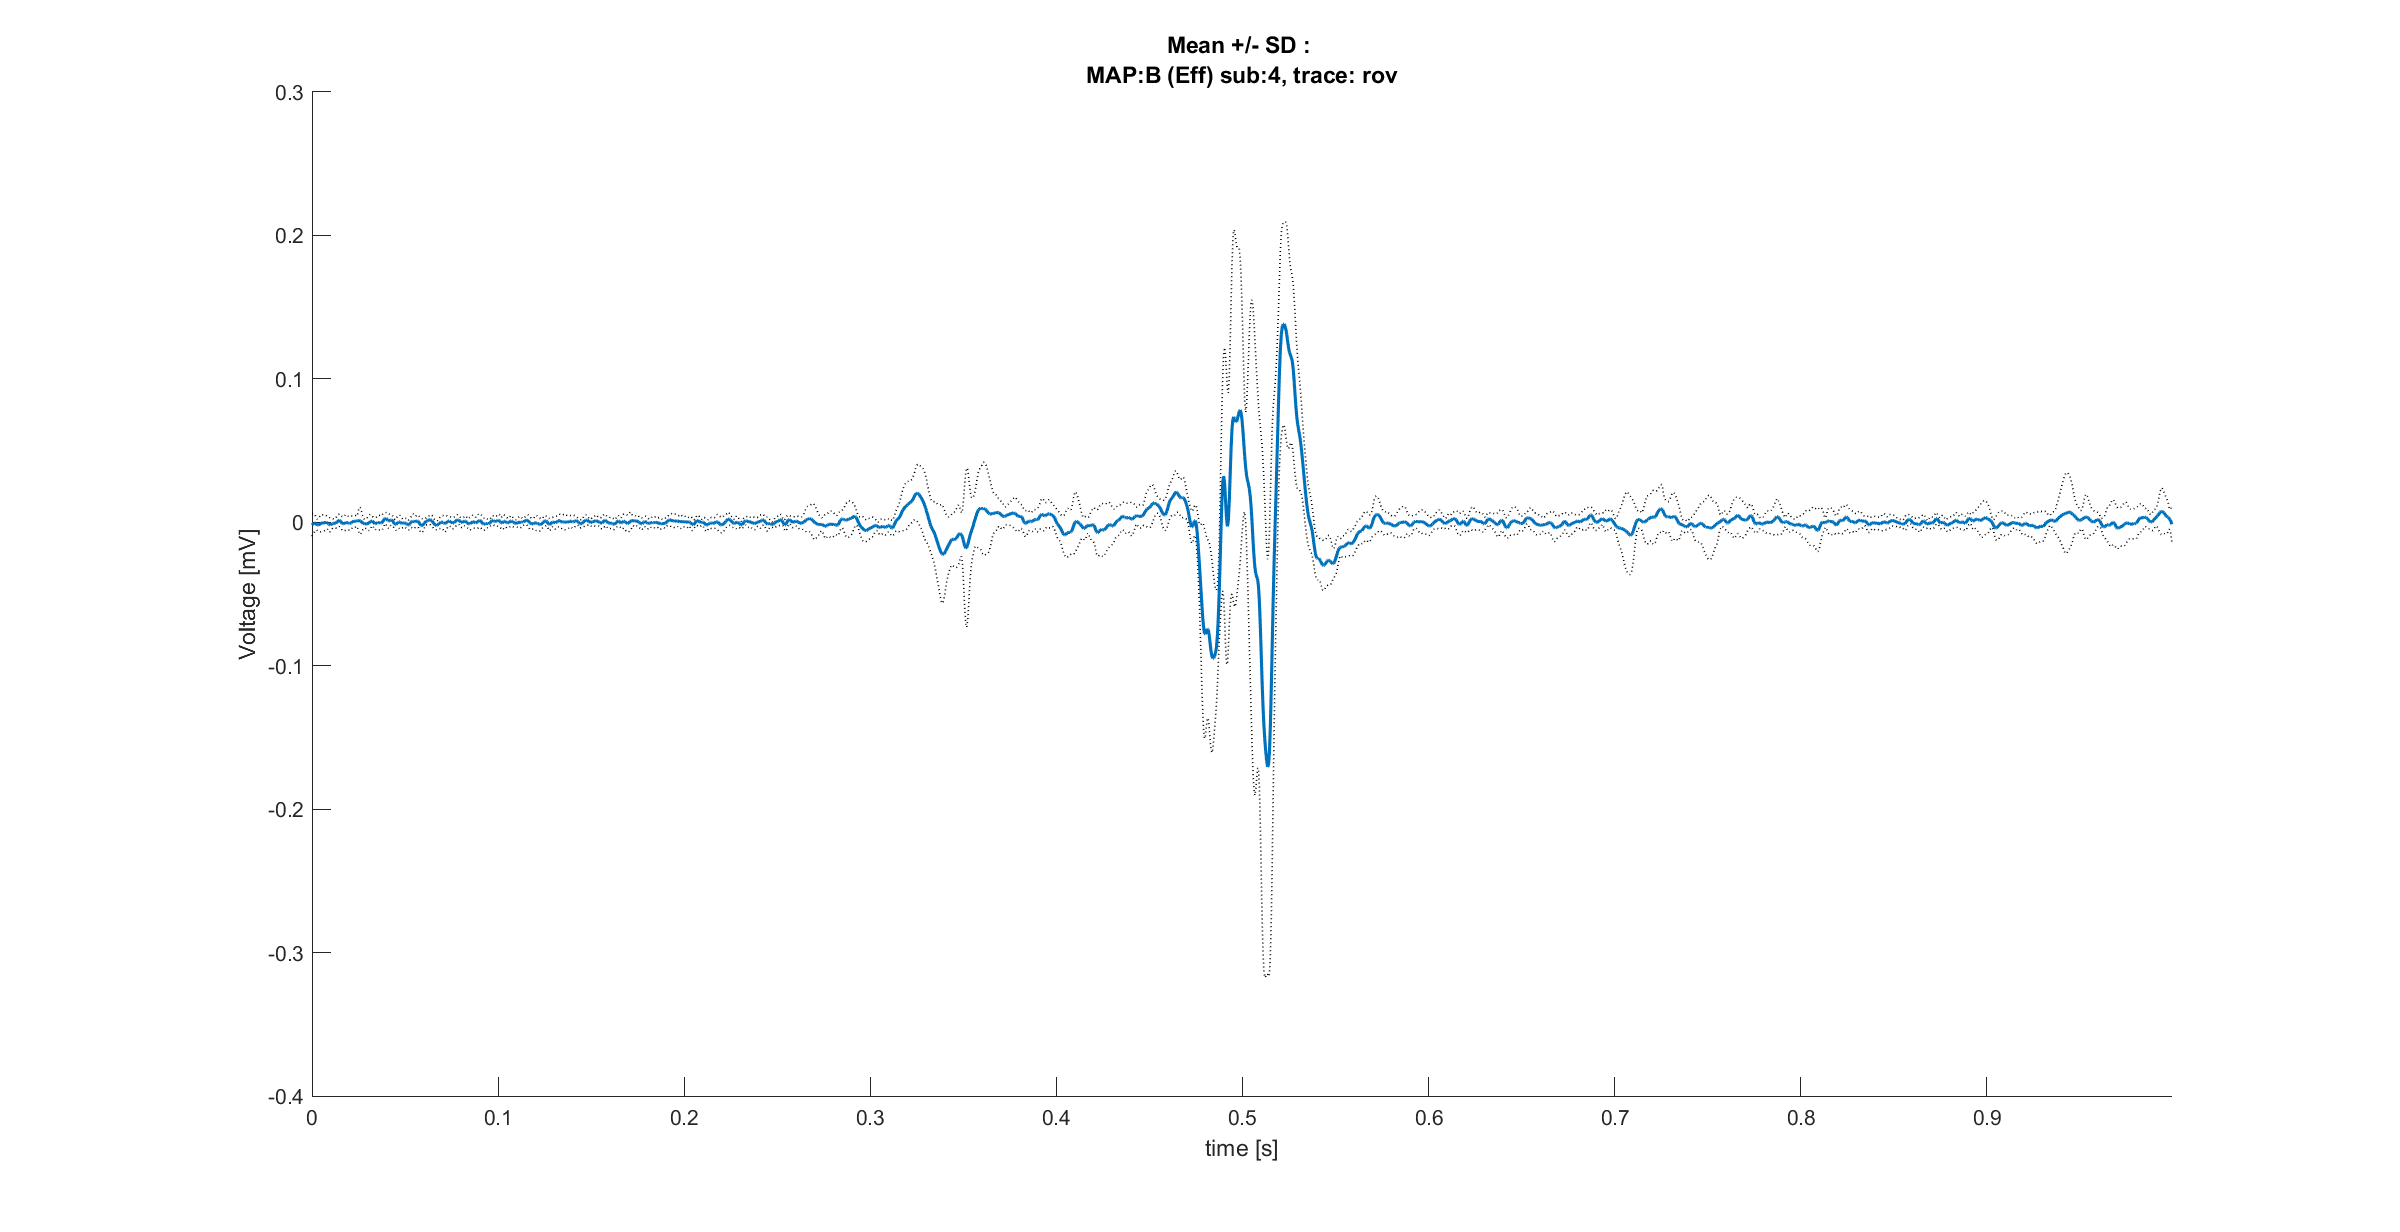 Mean +/- SD :
MAP:B (Eff) sub:4, trace: rov
0.3
0.2
0.1
0
-0.1
-0.2
-0.3
-0.4
Voltage [mV]
0 0.1 0.2 0.3 0.4 0.5 0.6 0.7 0.8 0.9
time [s]